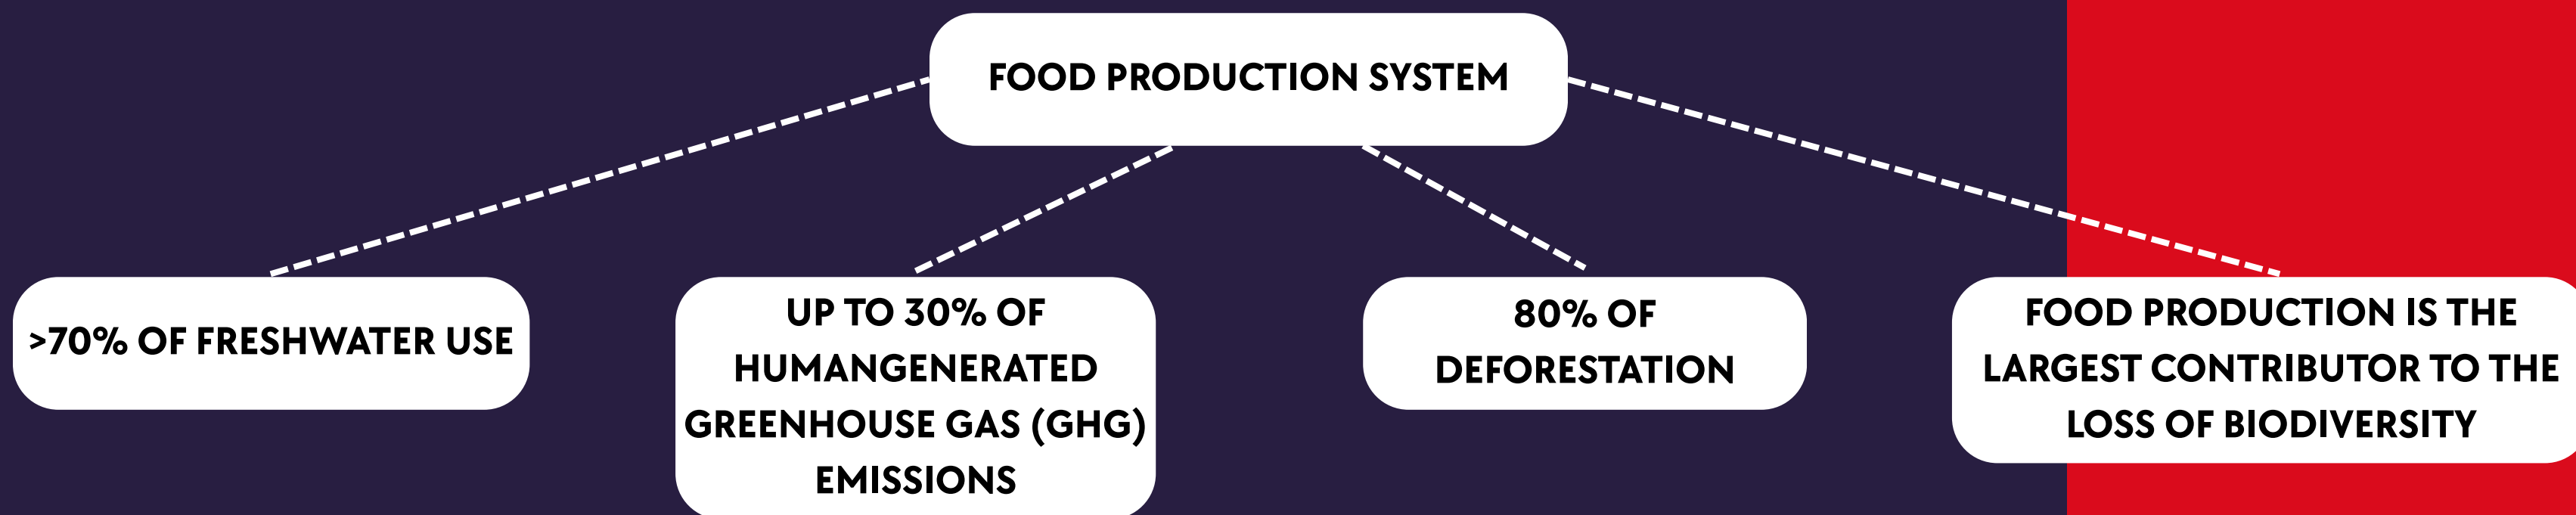 FOOD PRODUCTION SYSTEM
>70% OF FRESHWATER USE
UP TO 30% OF
HUMANGENERATED
GREENHOUSE GAS (GHG)
EMISSIONS
80% OF
DEFORESTATION
FOOD PRODUCTION IS THE
LARGEST CONTRIBUTOR TO THE
LOSS OF BIODIVERSITY